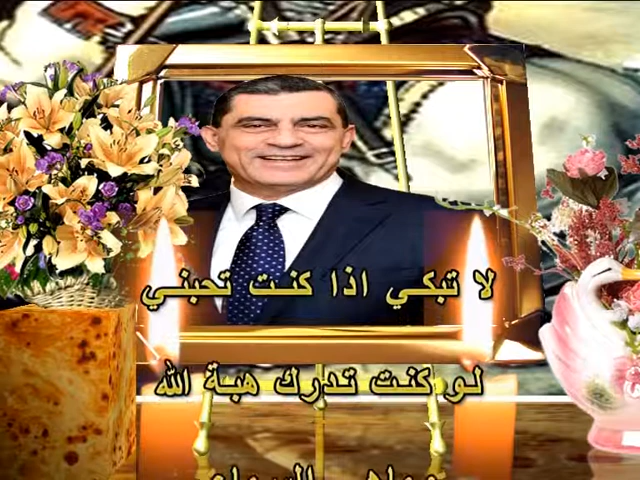 لا تبكي اذا كنت تحبني
لو كنت تدرك هبة الله